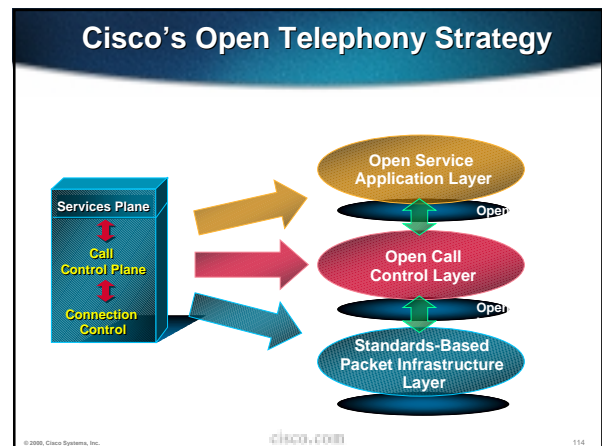 Cisco's Open Telephony Strategy
Services Plane
Call
Control Plane
Connection
Control
Open Service
Application Layer
Open
Open Call
Control Layer
Open
Standards-Based
Packet Infrastructure
Layer
© 2000, Cisco Systems, Inc.
cisco.com
114